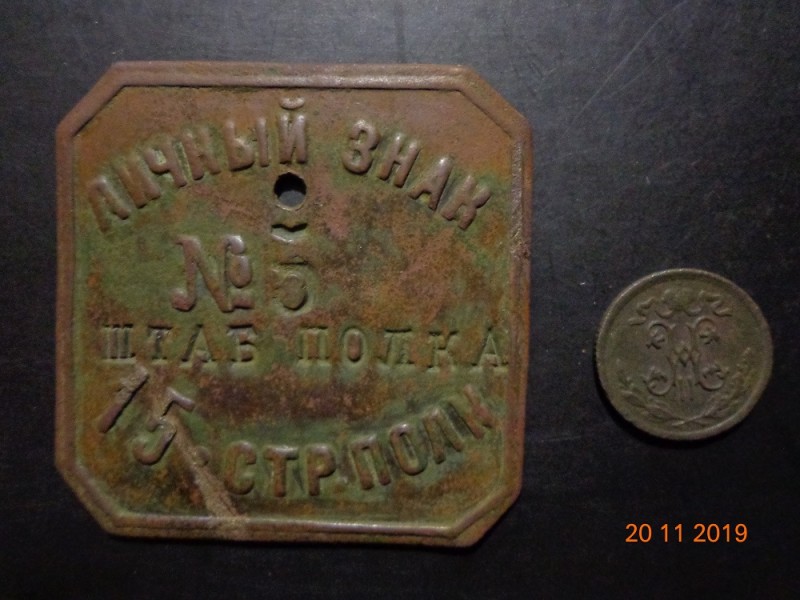 ЛИЧНЫЙ ЗНАК
№ 5
ШТАБ ПОЛКА
15 СТР ПОЛК
20 11 2019